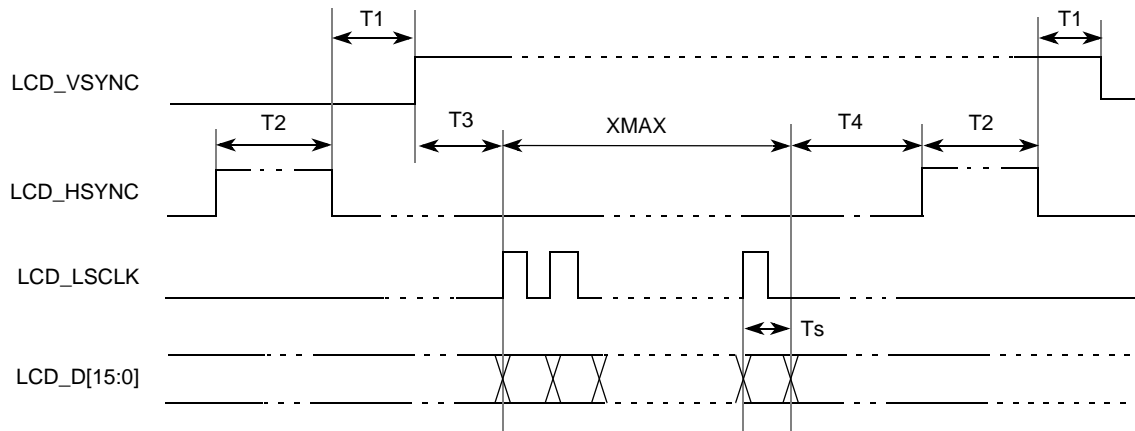 T1
T1
LCD_VSYNC
T2
T3
XMAX
T4
T2
LCD_HSYNC
LCD_LSCLK
Ts
LCD_D[15:0]